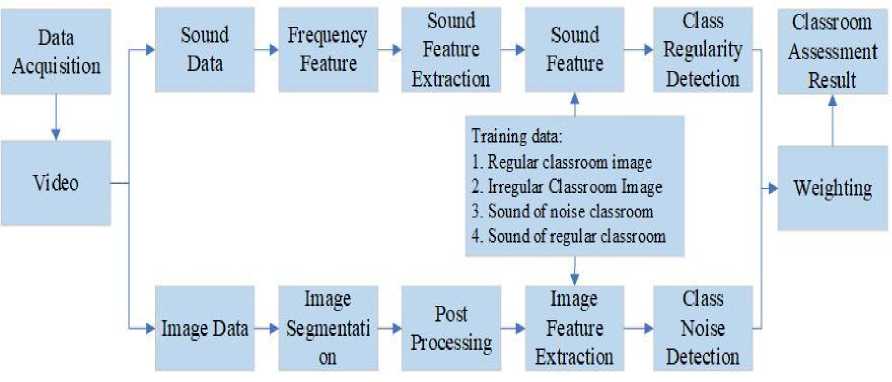 Data
Acquisition
Video
Sound
Data
Frequency
Feature
Sound
Feature
Extraction
Sound
Feature
Class
Regularity
Detection
Classroom
Assessment
Result
Training data:
1. Regular classroom image
2. Irregular Classroom Image
3. Sound of noise classroom
4. Sound of regular classroom
Weighting
Image Data
Image
Segmentati
on
Post
Processing
Image
Feature
Extraction
Class
Noise
Detection